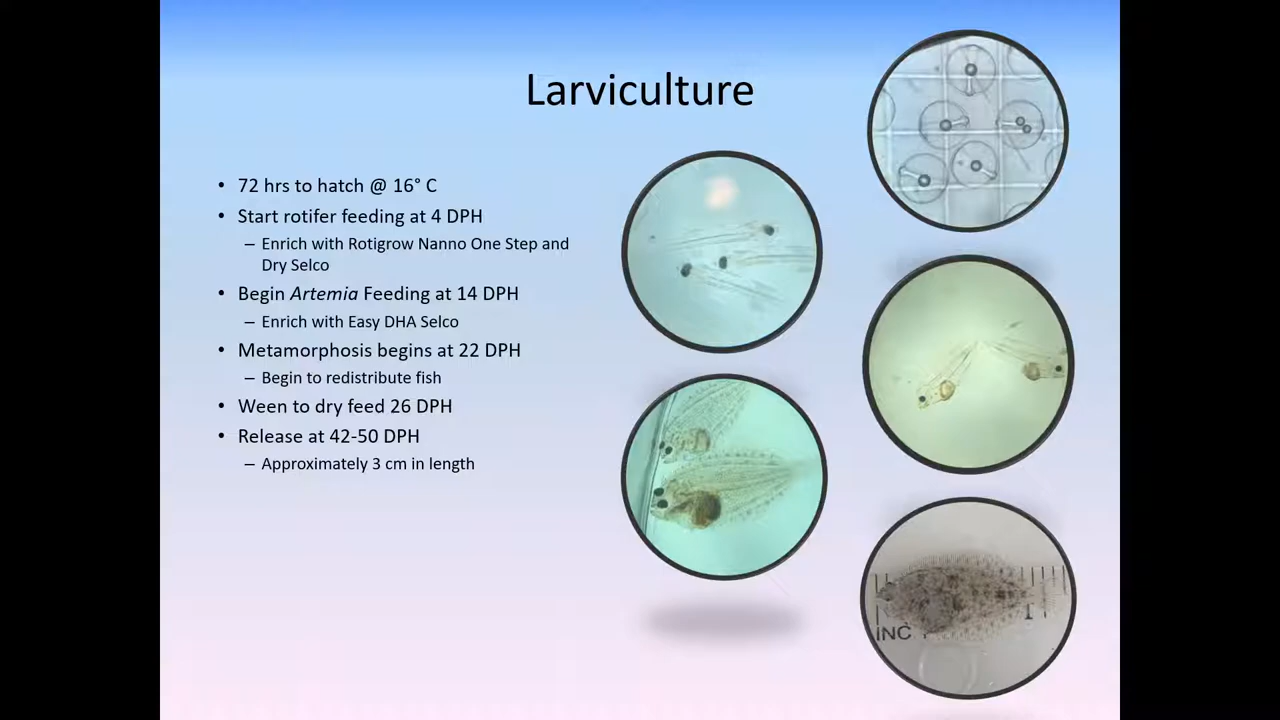 Larviculture
• 72 hrs to hatch @ 16° C
• Start rotifer feeding at 4 DPH
– Enrich with Rotigrow Nanno One Step and
Dry Selco
• Begin Artemia Feeding at 14 DPH
– Enrich with Easy DHA Selco
• Metamorphosis begins at 22 DPH
– Begin to redistribute fish
• Ween to dry feed 26 DPH
• Release at 42-50 DPH
– Approximately 3 cm in length
1
INC